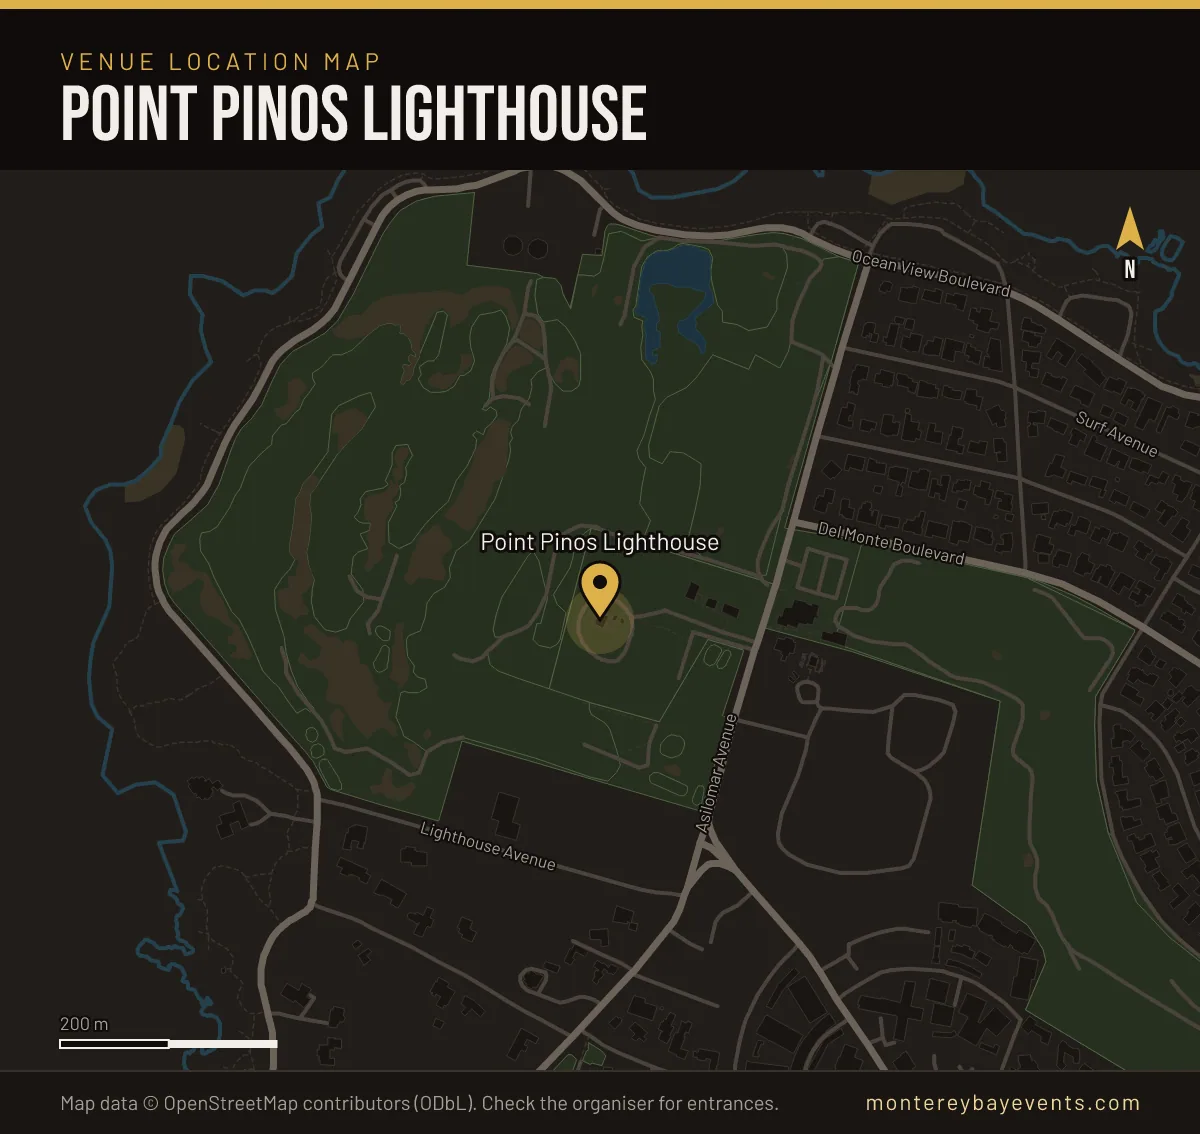 VENUE LOCATION MAP
POINT PINOS LIGHTHOUSE
Ocean View Boulevard
N
Surf Avenue
Del Monte Boulevard
Point Pinos Lighthouse
Asilomar Avenue
Lighthouse Avenue
200 m
Map data © OpenStreetMap contributors (ODbL). Check the organiser for entrances.
montereybayevents.com